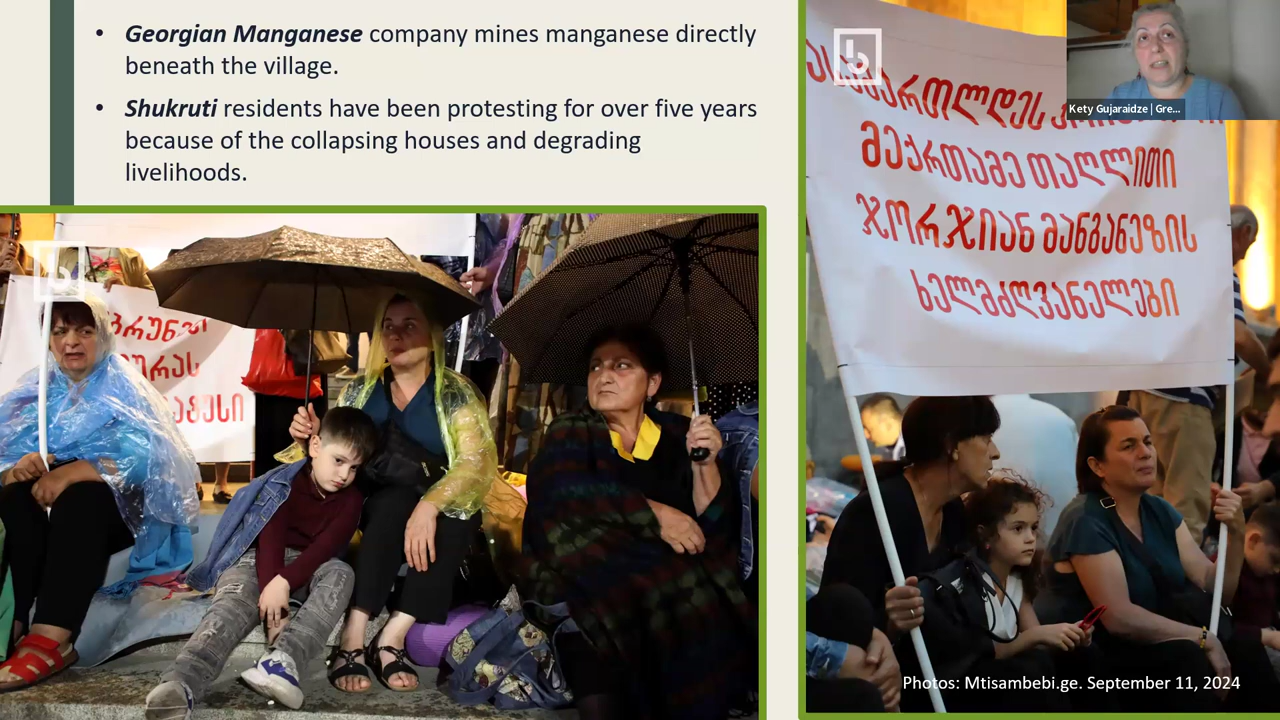 • Georgian Manganese company mines manganese directly
beneath the village.
• Shukruti residents have been protesting for over five years
because of the collapsing houses and degrading
livelihoods.
Kety Gujaraidze | Gre...
მექრთამე თაღლითი
ჯორჯიან მანგანეზის
ხელმძღვანელები
Photos: Mtisambebi.ge. September 11, 2024